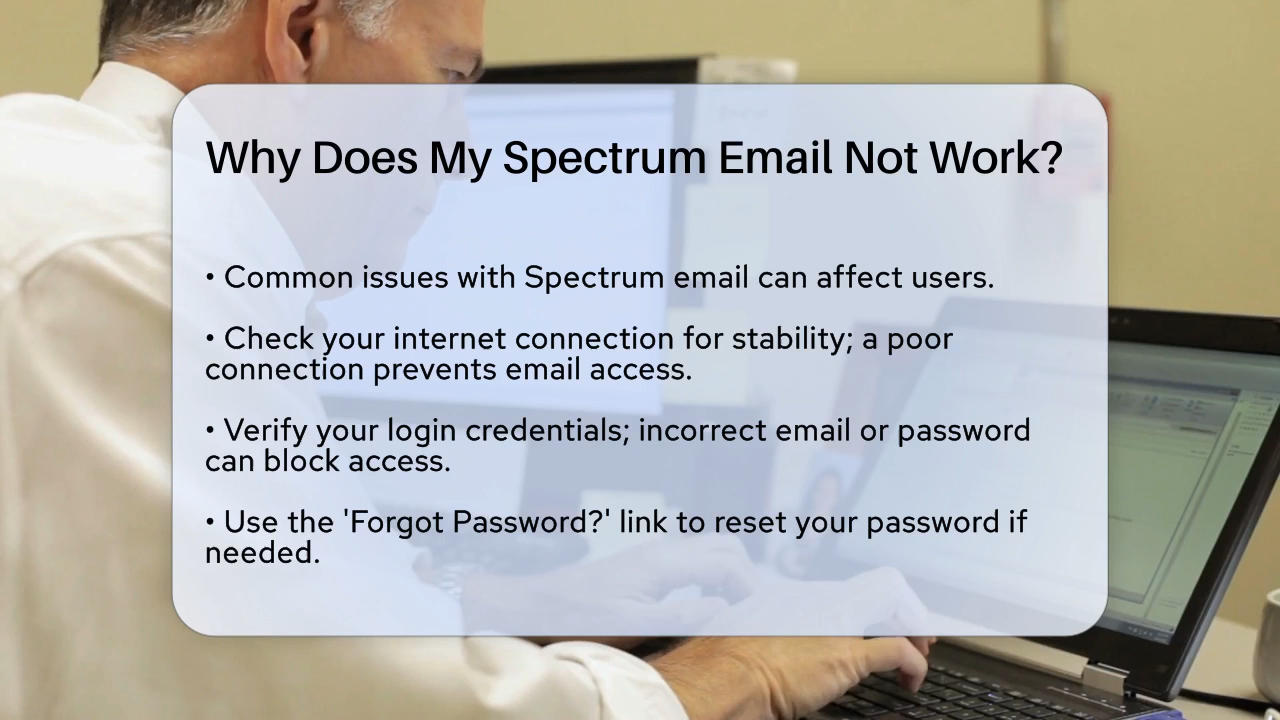 Why Does My Spectrum Email Not Work?
• Common issues with Spectrum email can affect users.
• Check your internet connection for stability; a poor
connection prevents email access.
• Verify your login credentials; incorrect email or password
can block access.
• Use the 'Forgot Password?' link to reset your password if
needed.